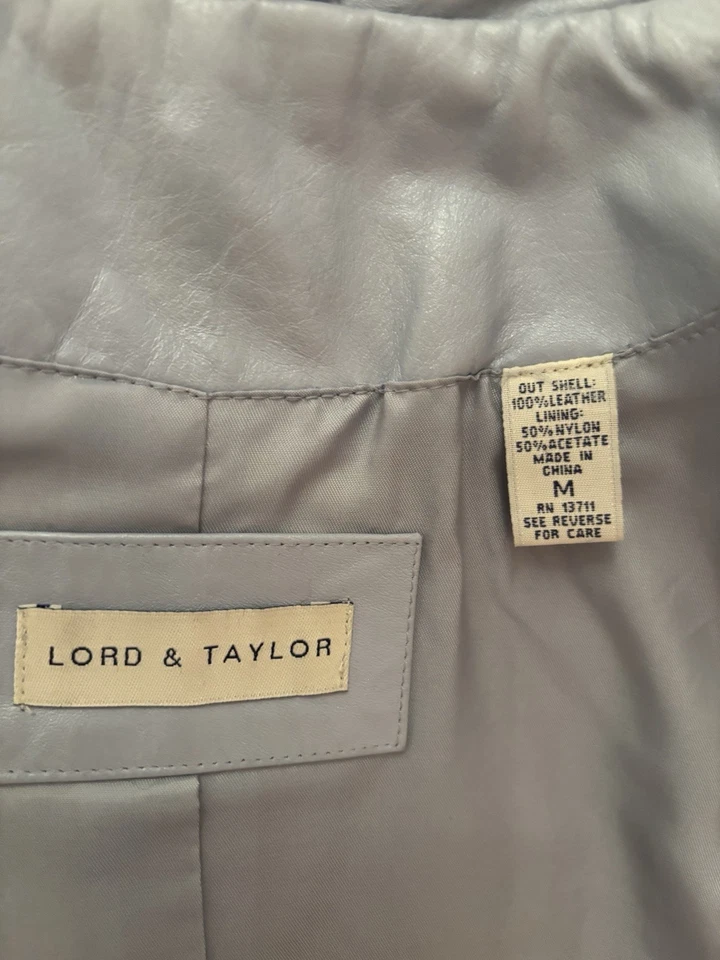 OUT SHELL:
100%LEATHER
LINING:
50%NYLON
50%ACETATE
MADE IN
CHINA
M
RN 13711
SEE REVERSE
FOR CARE
LORD & TAYLOR